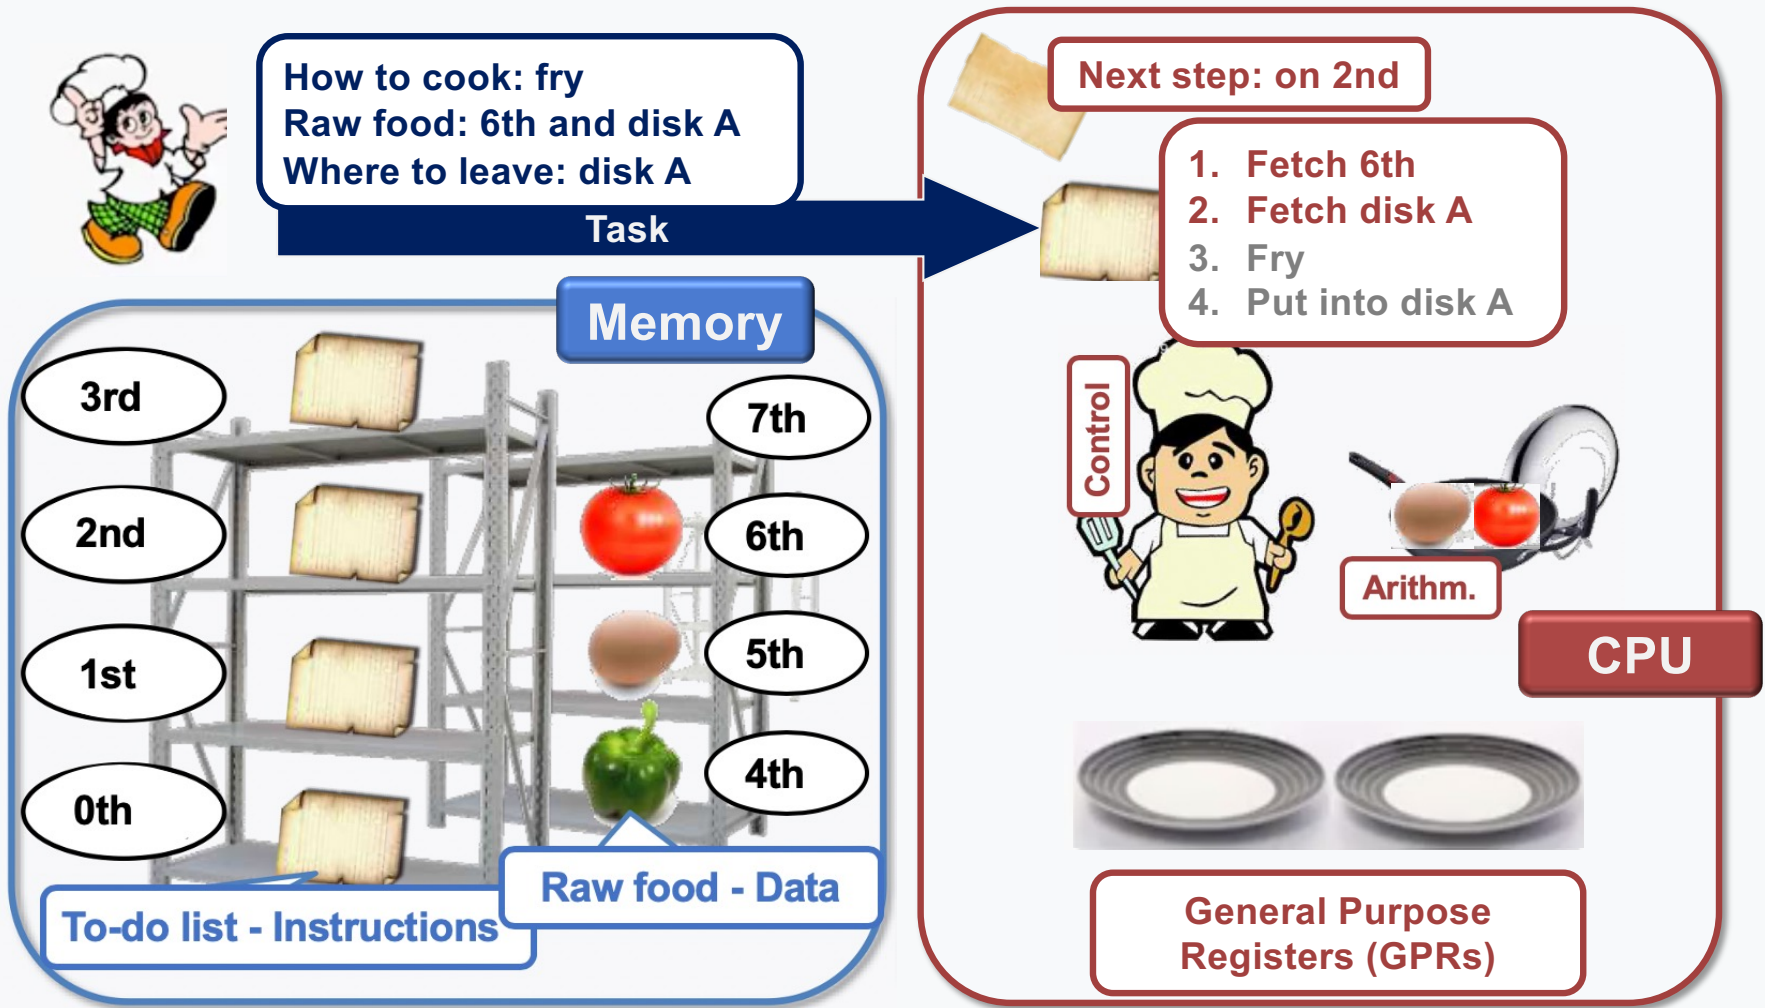 How to cook: fry
Raw food: 6th and disk A
Where to leave: disk A
Task
Next step: on 2nd
1. Fetch 6th
2. Fetch disk A
3. Fry
4. Put into disk A
Memory
3rd
2nd
1st
0th
7th
6th
5th
4th
To-do list - Instructions
Raw food - Data
Control
Arithm.
CPU
General Purpose
Registers (GPRs)